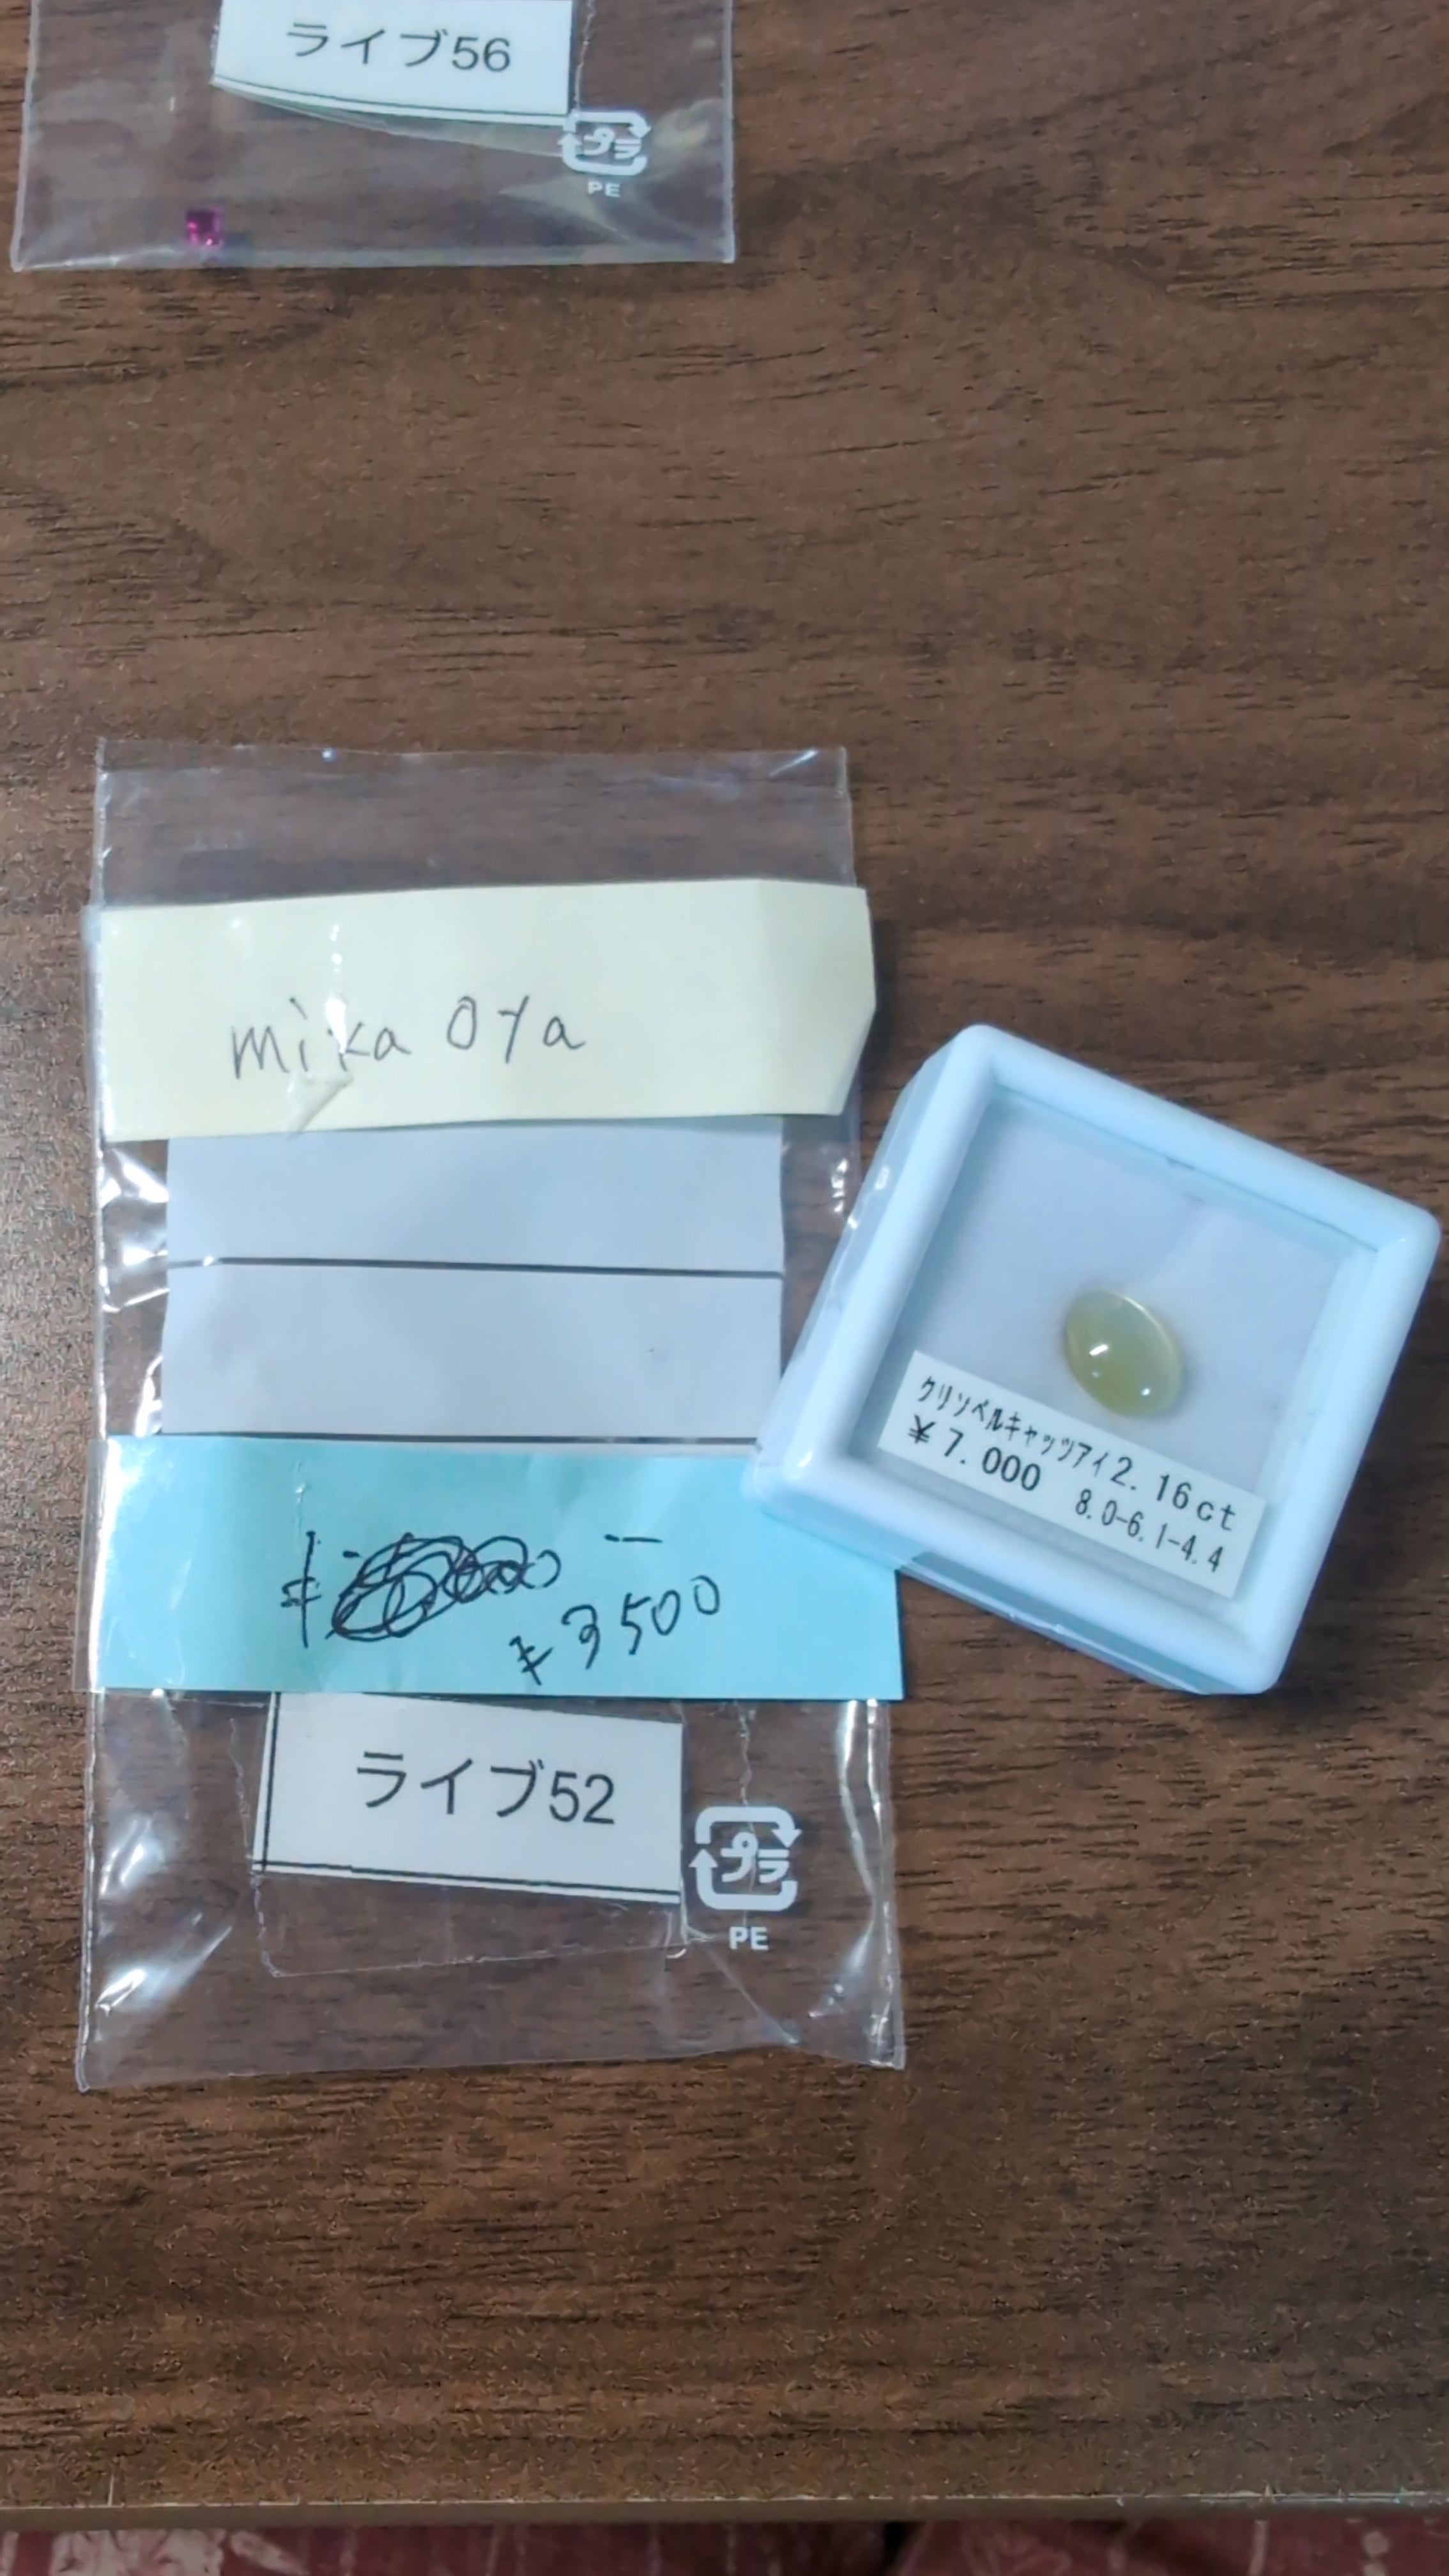 ライブ56
プラ
PE
mika Oya
クリソベルキャッツアイ2.16ct
¥7.000 8.0-6.1-4.4
¥3500
ライブ52
プラ
PE